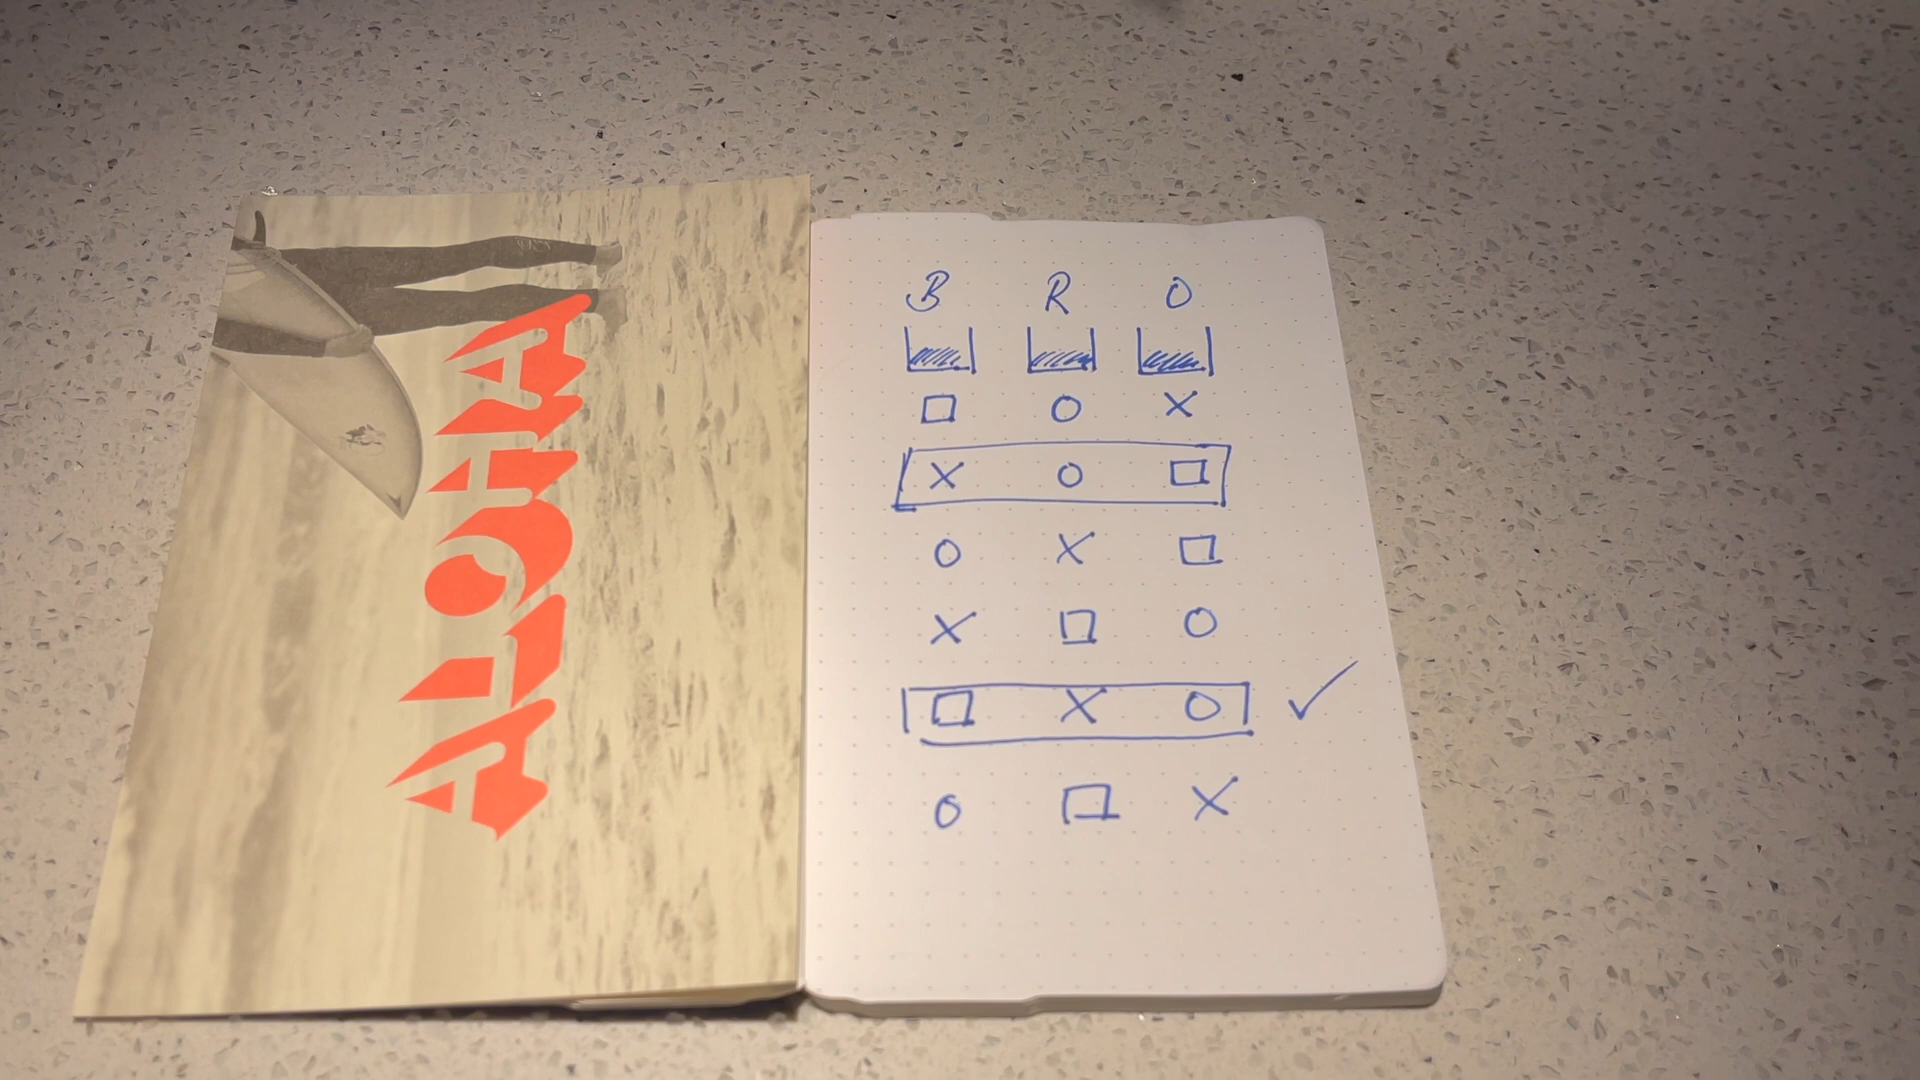 ALOHA
B R O
□ O X
X O □
O X □
X □ O
□ X O ✓
O □ X